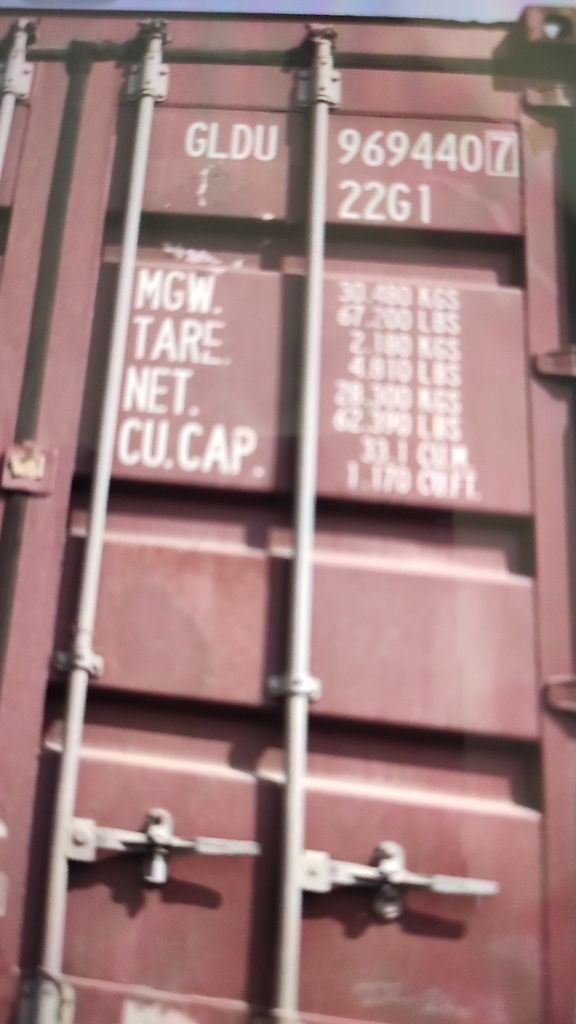 GLDU 969440 7
22G1
MGW. 30.480 KGS
67.200 LBS
TARE. 2.180 KGS
4.810 LBS
NET. 28.300 KGS
62.390 LBS
CU.CAP. 33.1 CU.M.
1.170 CU.FT.